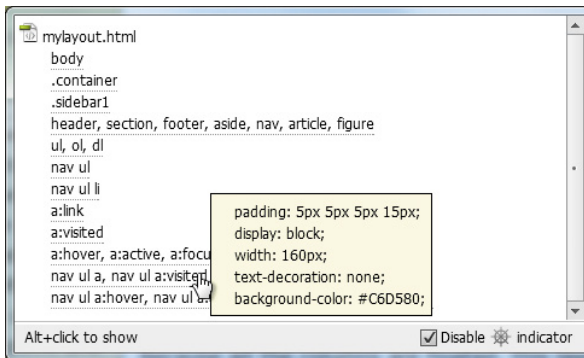 mylayout.html
body
.container
.sidebar1
header, section, footer, aside, nav, article, figure
ul, ol, dl
nav ul
nav ul li
a:link
a:visited
a:hover, a:active, a:focu
nav ul a, nav ul a:visited
nav ul a:hover, nav ul
padding: 5px 5px 5px 15px;
display: block;
width: 160px;
text-decoration: none;
background-color: #C6D580;
Alt+click to show
Disable indicator